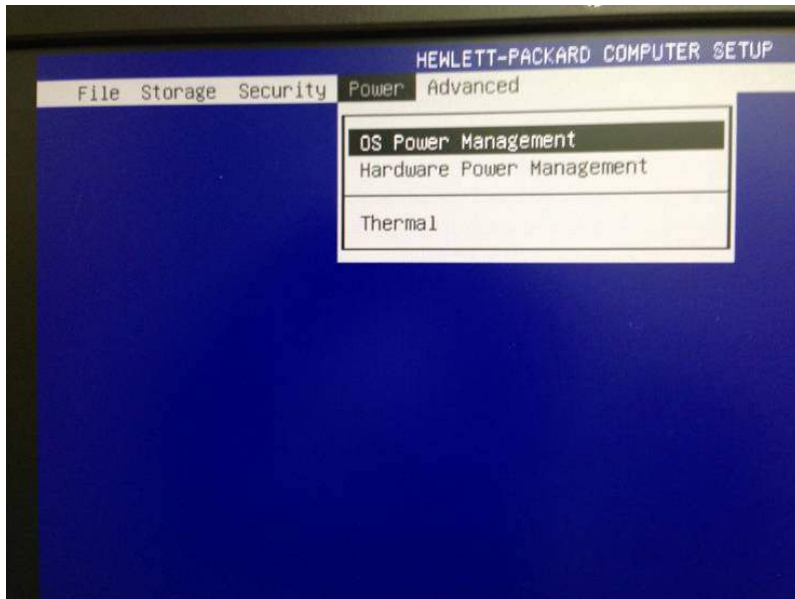 HEWLETT-PACKARD COMPUTER SETUP
File Storage Security Power Advanced
OS Power Management
Hardware Power Management
Thermal